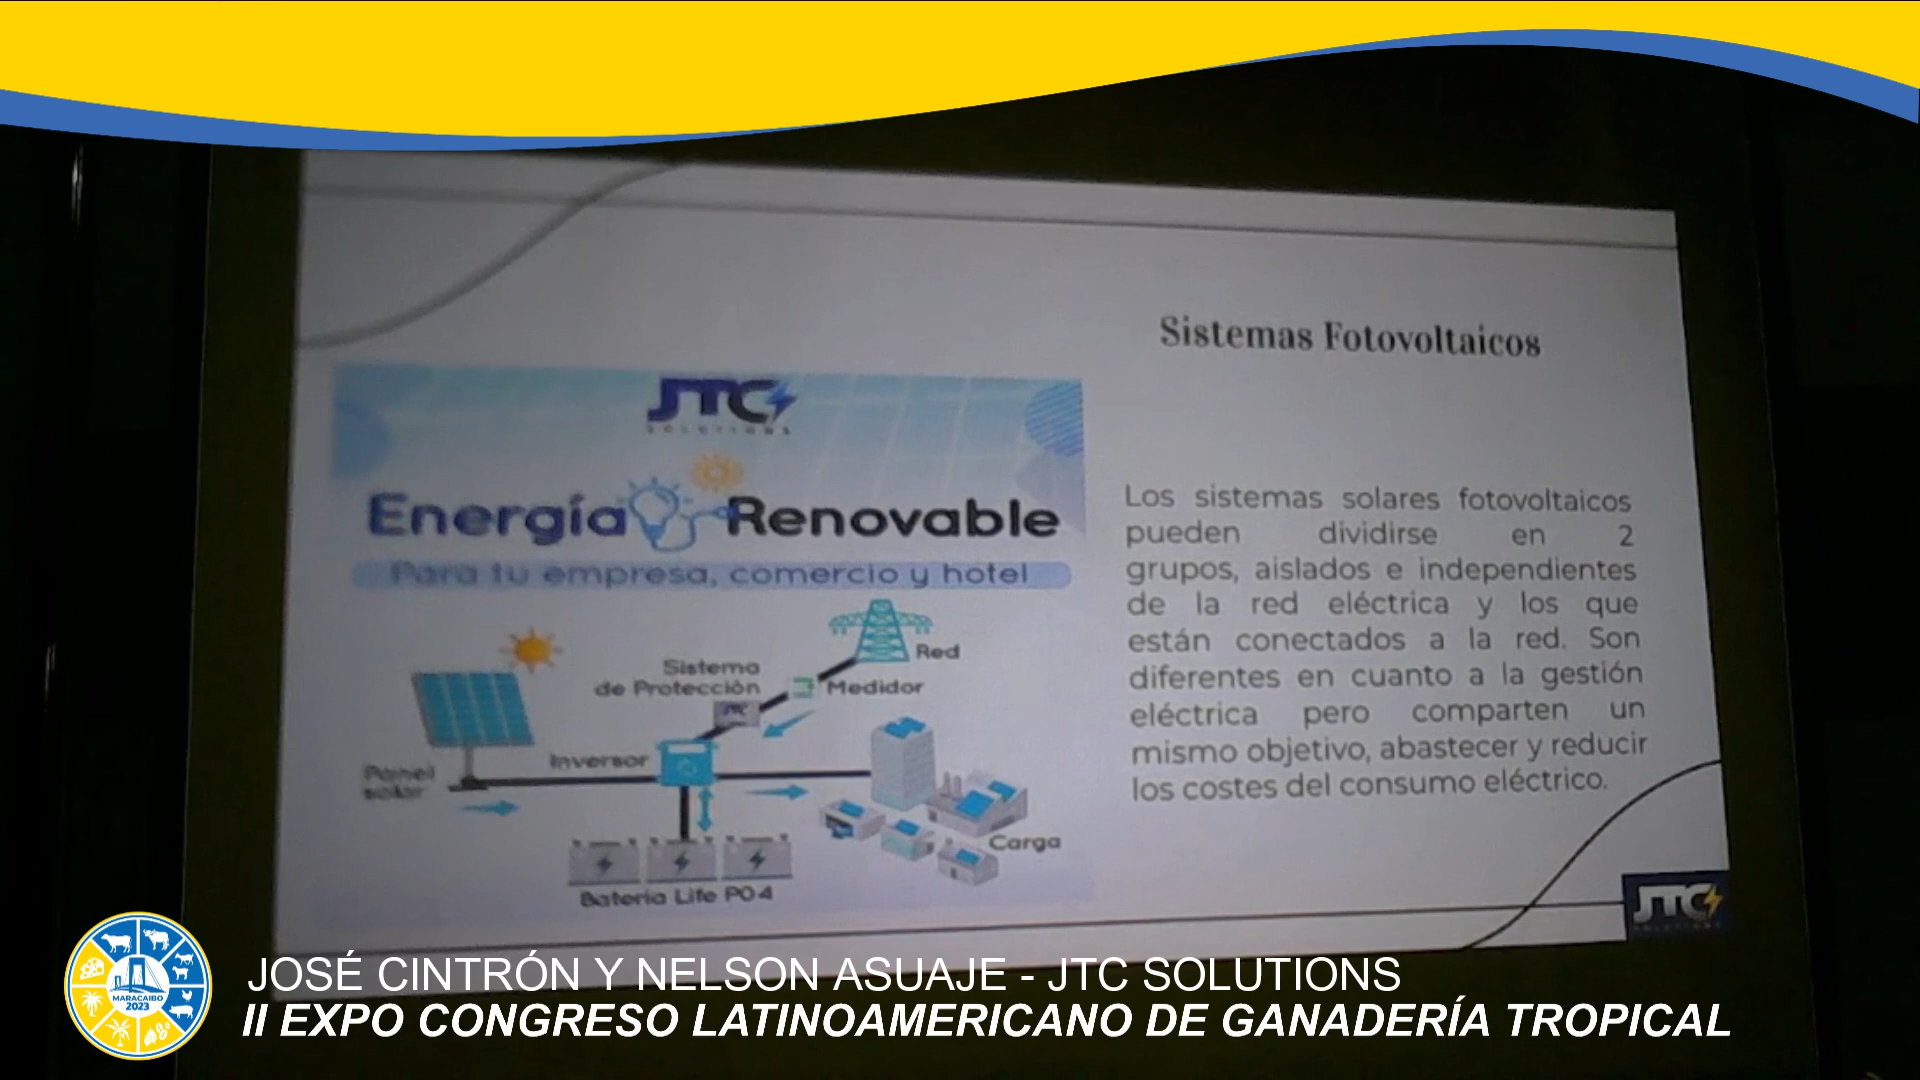 Sistemas Fotovoltaicos
JTC
SOLUTIONS
Energía Renovable
Para tu empresa, comercio y hotel
Red
Sistema
de Protección
Medidor
JTC
Inversor
Panel
solar
Carga
Batería Life PO4
Los sistemas solares fotovoltaicos
pueden dividirse en 2
grupos, aislados e independientes
de la red eléctrica y los que
están conectados a la red. Son
diferentes en cuanto a la gestión
eléctrica pero comparten un
mismo objetivo, abastecer y reducir
los costes del consumo eléctrico.
JTC
SOLUTIONS
MARACAIBO
2023
JOSÉ CINTRÓN Y NELSON ASUAJE - JTC SOLUTIONS
II EXPO CONGRESO LATINOAMERICANO DE GANADERÍA TROPICAL